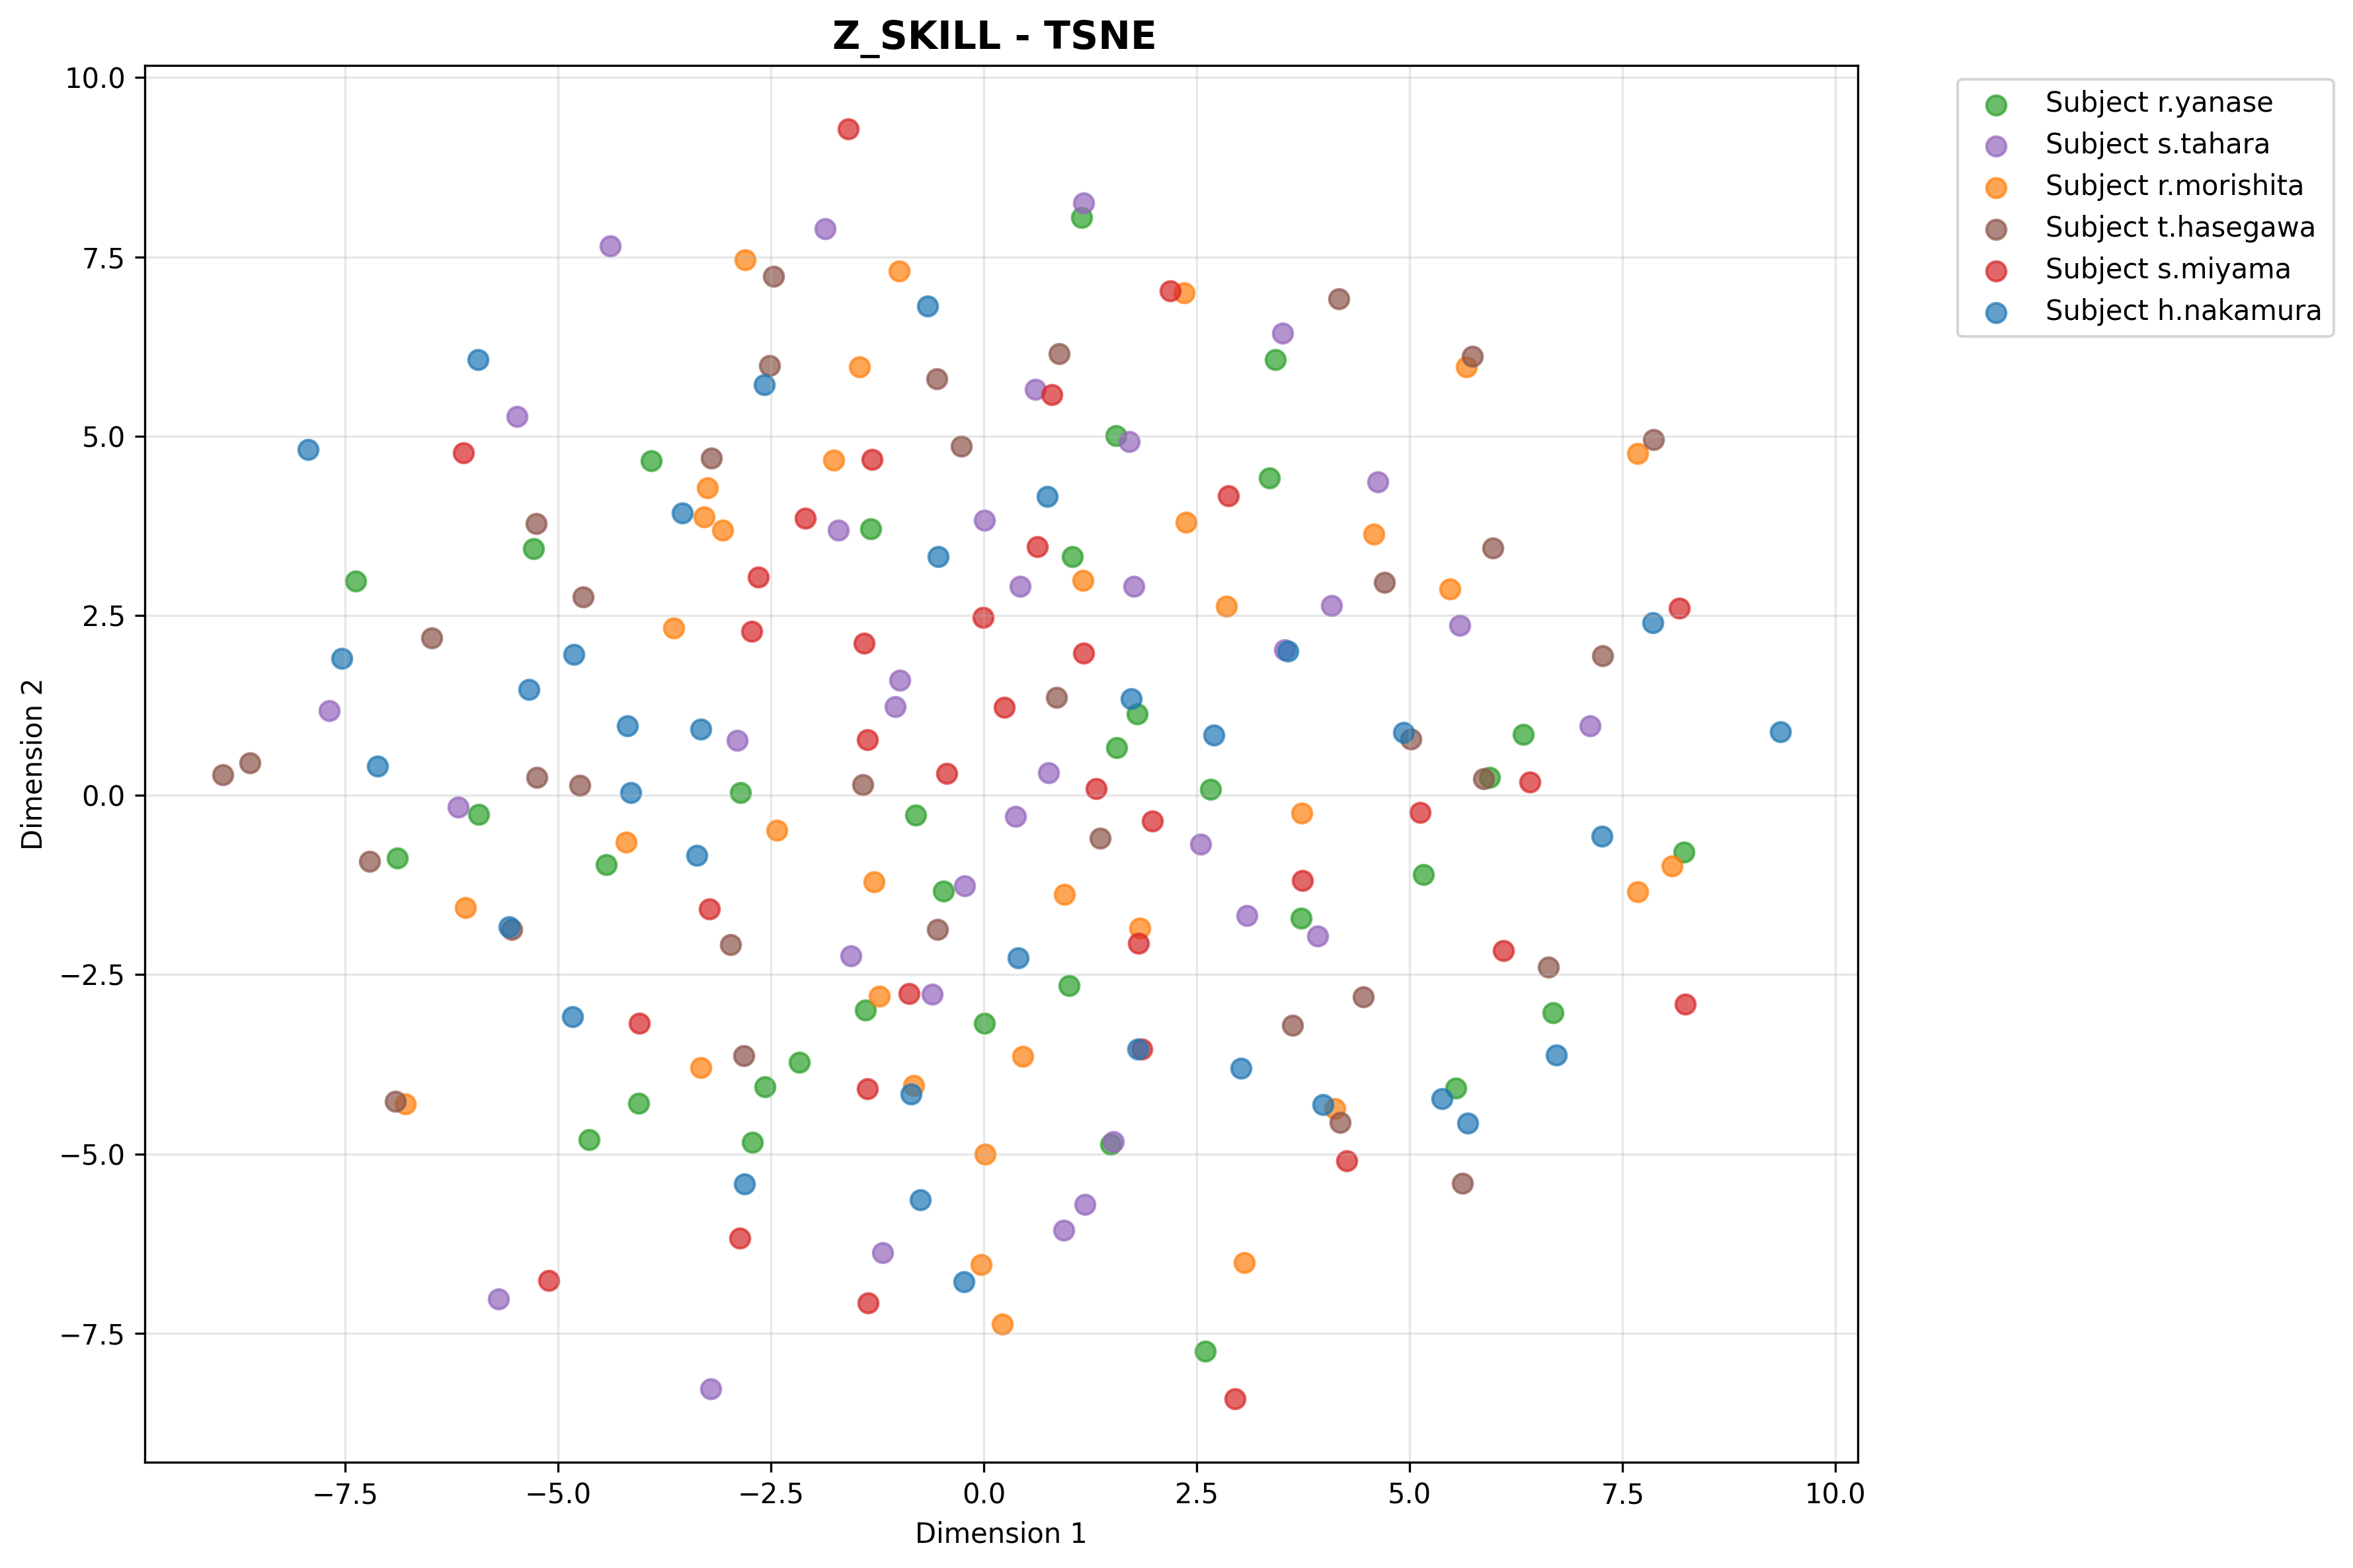 Z_SKILL - TSNE
10.0
7.5
5.0
2.5
0.0
−2.5
−5.0
−7.5
Dimension 2
−7.5
−5.0
−2.5
0.0
2.5
5.0
7.5
10.0
Dimension 1
Subject r.yanase
Subject s.tahara
Subject r.morishita
Subject t.hasegawa
Subject s.miyama
Subject h.nakamura